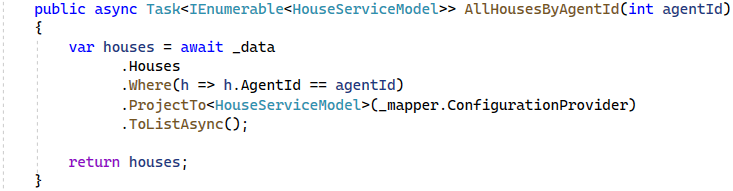 public async Task<IEnumerable<HouseServiceModel>> AllHousesByAgentId(int agentId)
{
var houses = await _data
.Houses
.Where(h => h.AgentId == agentId)
.ProjectTo<HouseServiceModel>(_mapper.ConfigurationProvider)
.ToListAsync();
return houses;
}